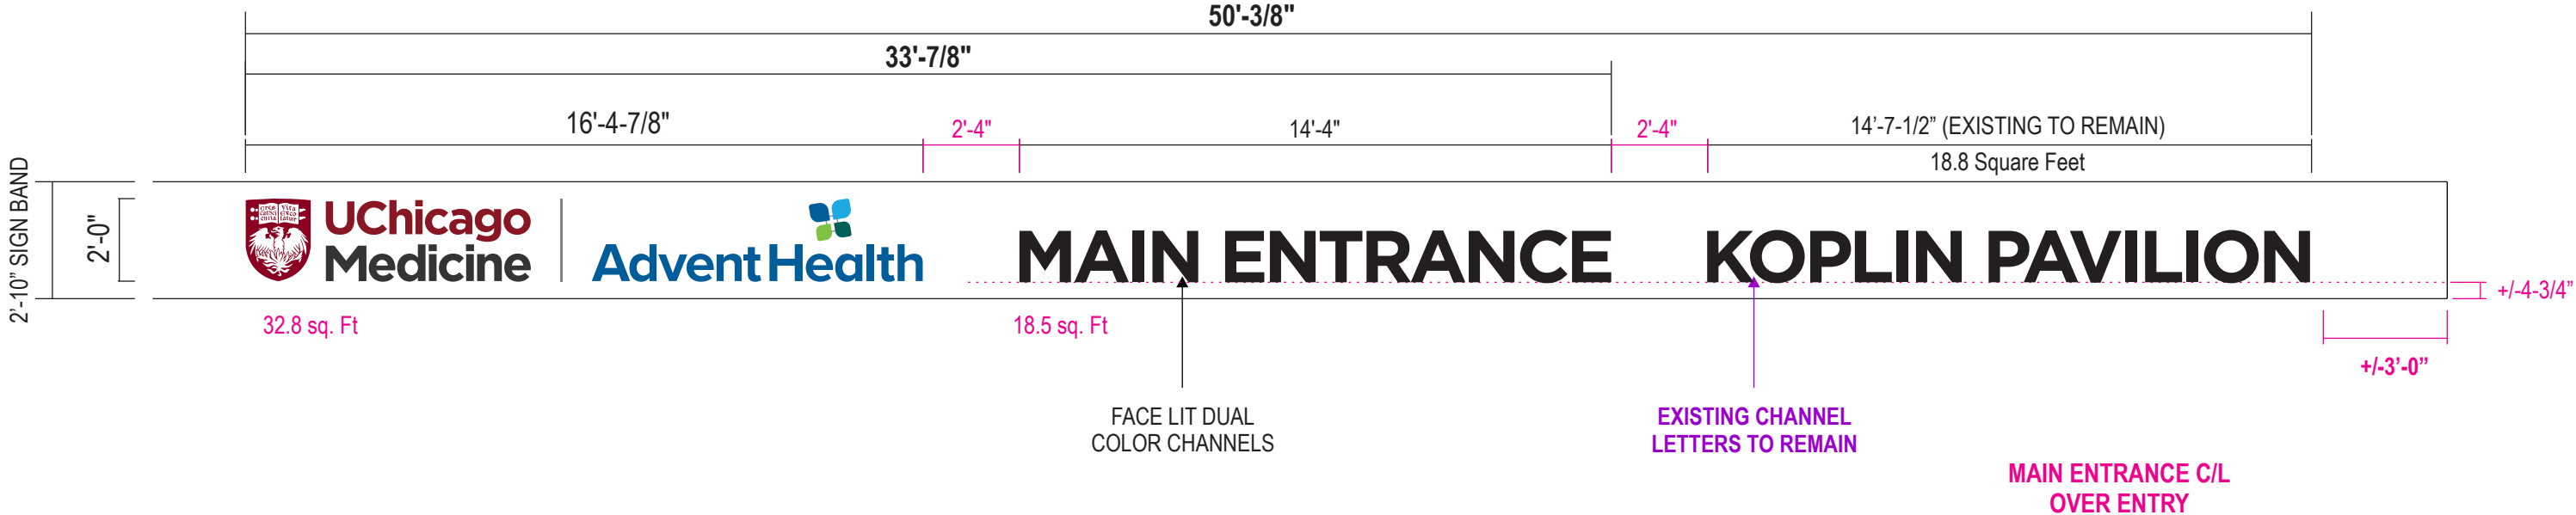 50'-3/8"
33'-7/8"
16'-4-7/8"
2'-4"
14'-4"
2'-4"
14’-7-1/2” (EXISTING TO REMAIN)
18.8 Square Feet
2’-10” SIGN BAND
2'-0"
UChicago
Medicine
AdventHealth
MAIN ENTRANCE
KOPLIN PAVILION
+/-4-3/4”
32.8 sq. Ft
18.5 sq. Ft
+/-3’-0”
FACE LIT DUAL
COLOR CHANNELS
EXISTING CHANNEL
LETTERS TO REMAIN
MAIN ENTRANCE C/L
OVER ENTRY